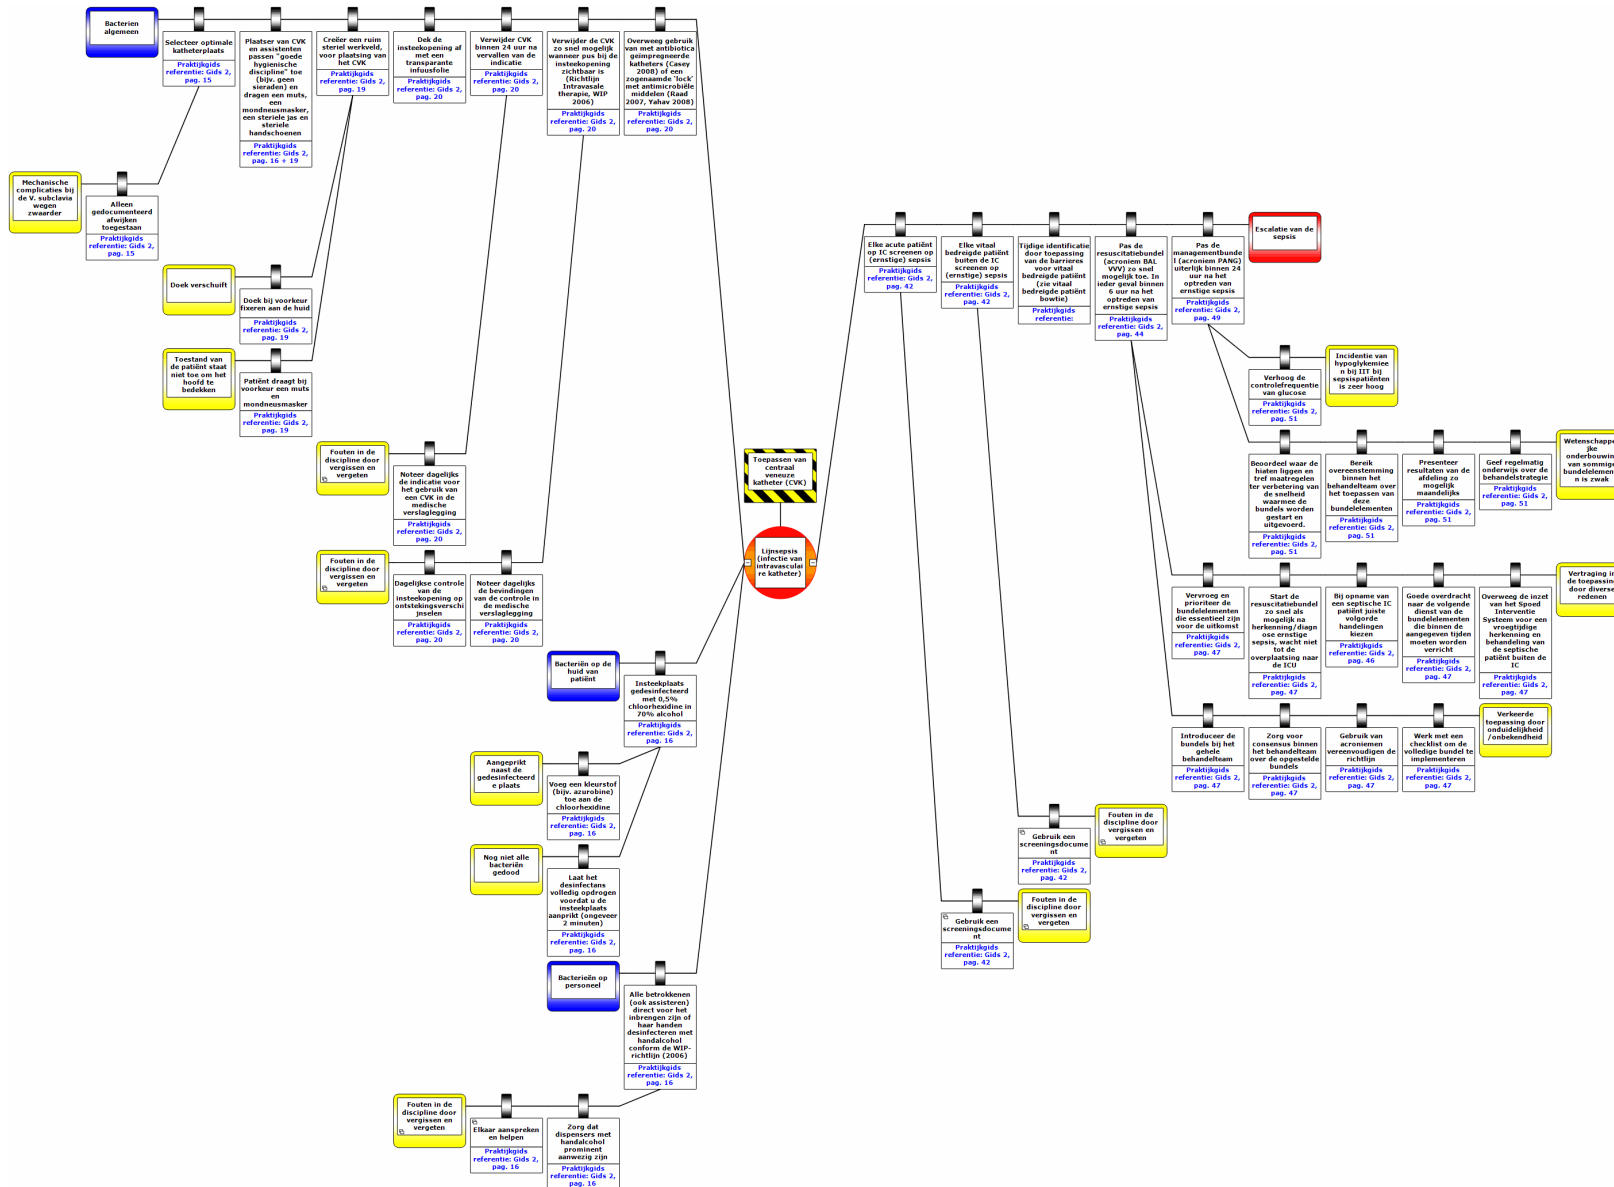 Bacterien
algemeen
Selecteer optimale
katheterplaats
Praktijkgids
referentie: Gids 2,
pag. 15
Plaatser van CVK
en assistenten
passen "goede
hygienische
discipline" toe
(bijv. geen
sieraden) en
dragen een muts,
een
mondneusmasker,
een steriele jas en
steriele
handschoenen
Praktijkgids
referentie: Gids 2,
pag. 16 + 19
Creëer een ruim
steriel werkveld,
voor plaatsing van
het CVK
Praktijkgids
referentie: Gids 2,
pag. 19
Dek de
insteekopening af
met een
transparante
infuusfolie
Praktijkgids
referentie: Gids 2,
pag. 20
Verwijder CVK
binnen 24 uur na
vervallen van de
indicatie
Praktijkgids
referentie: Gids 2,
pag. 20
Verwijder de CVK
zo snel mogelijk
wanneer pus bij de
insteekopening
zichtbaar is
(Richtlijn
Intravasale
therapie, WIP
2006)
Praktijkgids
referentie: Gids 2,
pag. 20
Overweeg gebruik
van met antibiotica
geimpregneerde
katheters (Casey
2008) of een
zogenaamde 'lock'
met antimicrobiële
middelen (Raad
2007, Yahav 2008)
Praktijkgids
referentie: Gids 2,
pag. 20
Mechanische
complicaties bij
de V. subclavia
wegen
zwaarder
Alleen
gedocumenteerd
afwijken
toegestaan
Praktijkgids
referentie: Gids 2,
pag. 15
Doek verschuift
Doek bij voorkeur
fixeren aan de huid
Praktijkgids
referentie: Gids 2,
pag. 19
Toestand van
de patiënt staat
niet toe om het
hoofd te
bedekken
Patiënt draagt bij
voorkeur een muts
en
mondneusmasker
Praktijkgids
referentie: Gids 2,
pag. 19
Fouten in de
discipline door
vergissen en
vergeten
Noteer dagelijks
de indicatie voor
het gebruik van
een CVK in de
medische
verslaglegging
Praktijkgids
referentie: Gids 2,
pag. 20
Fouten in de
discipline door
vergissen en
vergeten
Dagelijkse controle
van de
insteekopening op
ontstekingsverschi
jnselen
Praktijkgids
referentie: Gids 2,
pag. 20
Noteer dagelijks
de bevindingen
van de controle in
de medische
verslaglegging
Praktijkgids
referentie: Gids 2,
pag. 20
Bacteriën op de
huid van
patiënt
Insteekplaats
gedesinfecteerd
met 0,5%
chloorhexidine in
70% alcohol
Praktijkgids
referentie: Gids 2,
pag. 16
Aangeprikt
naast de
gedesinfecteerd
e plaats
Voeg een kleurstof
(bijv. azurobine)
toe aan de
chloorhexidine
Praktijkgids
referentie: Gids 2,
pag. 16
Nog niet alle
bacteriën
gedood
Laat het
desinfectans
volledig opdrogen
voordat u de
insteekplaats
aanprikt (ongeveer
2 minuten)
Praktijkgids
referentie: Gids 2,
pag. 16
Bacterieën op
personeel
Alle betrokkenen
(ook assisteren)
direct voor het
inbrengen zijn of
haar handen
desinfecteren met
handalcohol
conform de WIP-
richtlijn (2006)
Praktijkgids
referentie: Gids 2,
pag. 16
Fouten in de
discipline door
vergissen en
vergeten
Elkaar aanspreken
en helpen
Praktijkgids
referentie: Gids 2,
pag. 16
Zorg dat
dispensers met
handalcohol
prominent
aanwezig zijn
Praktijkgids
referentie: Gids 2,
pag. 16
Toepassen van
centraal
veneuze
katheter (CVK)
Lijnsepsis
(infectie van
intravasculai
re katheter)
Elke acute patiënt
op IC screenen op
(ernstige) sepsis
Praktijkgids
referentie: Gids 2,
pag. 42
Elke vitaal
bedreigde patiënt
buiten de IC
screenen op
(ernstige) sepsis
Praktijkgids
referentie: Gids 2,
pag. 42
Tijdige identificatie
door toepassing
van de barrieres
voor vitaal
bedreigde patiënt
(zie vitaal
bedreigde patiënt
bowtie)
Praktijkgids
referentie:
Pas de
resuscitatiebundel
(acroniem BAL
VVV) zo snel
mogelijk toe. In
ieder geval binnen
6 uur na het
optreden van
ernstige sepsis
Praktijkgids
referentie: Gids 2,
pag. 44
Pas de
managementbunde
l (acroniem PANG)
uiterlijk binnen 24
uur na het
optreden van
ernstige sepsis
Praktijkgids
referentie: Gids 2,
pag. 49
Escalatie van de
sepsis
Verhoog de
controlefrequentie
van glucose
Praktijkgids
referentie: Gids 2,
pag. 51
Incidentie van
hypoglykemiee
n bij IIT bij
sepsispatiënten
is zeer hoog
Beoordeel waar de
hiaten liggen en
tref maatregelen
ter verbetering van
de snelheid
waarmee de
bundels worden
gestart en
uitgevoerd.
Praktijkgids
referentie: Gids 2,
pag. 51
Bereik
overeenstemming
binnen het
behandelteam over
het toepassen van
deze
bundelelementen
Praktijkgids
referentie: Gids 2,
pag. 51
Presenteer
resultaten van de
afdeling zo
mogelijk
maandelijks
Praktijkgids
referentie: Gids 2,
pag. 51
Geef regelmatig
onderwijs over de
behandelstrategie
Praktijkgids
referentie: Gids 2,
pag. 51
Wetenschappe
jke
onderbouwin
van sommige
bundelelemen
n is zwak
Vervroeg en
prioriteer de
bundelelementen
die essentieel zijn
voor de uitkomst
Praktijkgids
referentie: Gids 2,
pag. 47
Start de
resuscitatiebundel
zo snel als
mogelijk na
herkenning/diagn
ose ernstige
sepsis, wacht niet
tot de
overplaatsing naar
de ICU
Praktijkgids
referentie: Gids 2,
pag. 47
Bij opname van
een septische IC
patiënt juiste
volgorde
handelingen
kiezen
Praktijkgids
referentie: Gids 2,
pag. 46
Goede overdracht
naar de volgende
dienst van de
bundelelementen
die binnen de
aangegeven tijden
moeten worden
verricht
Praktijkgids
referentie: Gids 2,
pag. 47
Overweeg de inzet
van het Spoed
Interventie
Systeem voor een
vroegtijdige
herkenning en
behandeling van
de septische
patiënt buiten de
IC
Praktijkgids
referentie: Gids 2,
pag. 47
Vertraging in
de toepassin
door diverse
redenen
Introduceer de
bundels bij het
gehele
behandelteam
Praktijkgids
referentie: Gids 2,
pag. 47
Zorg voor
consensus binnen
het behandelteam
over de opgestelde
bundels
Praktijkgids
referentie: Gids 2,
pag. 47
Gebruik van
acroniemen
vereenvoudigen de
richtlijn
Praktijkgids
referentie: Gids 2,
pag. 47
Werk met een
checklist om de
volledige bundel te
implementeren
Praktijkgids
referentie: Gids 2,
pag. 47
Verkeerde
toepassing door
onduidelijkheid
/onbekendheid
Gebruik een
screeningsdocume
nt
Praktijkgids
referentie: Gids 2,
pag. 42
Fouten in de
discipline door
vergissen en
vergeten
Gebruik een
screeningsdocume
nt
Praktijkgids
referentie: Gids 2,
pag. 42
Fouten in de
discipline door
vergissen en
vergeten